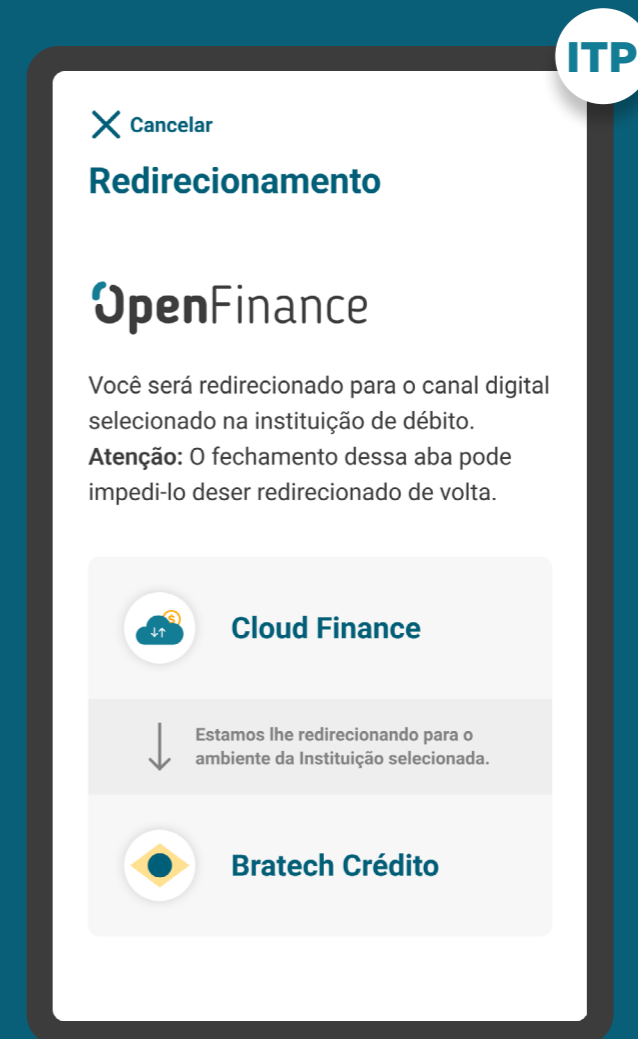 ITP
Cancelar
Redirecionamento
OpenFinance
Você será redirecionado para o canal digital
selecionado na instituição de débito.
Atenção: O fechamento dessa aba pode
impedi-lo deser redirecionado de volta.
$
Cloud Finance
Estamos lhe redirecionando para o
ambiente da Instituição selecionada.
Bratech Crédito